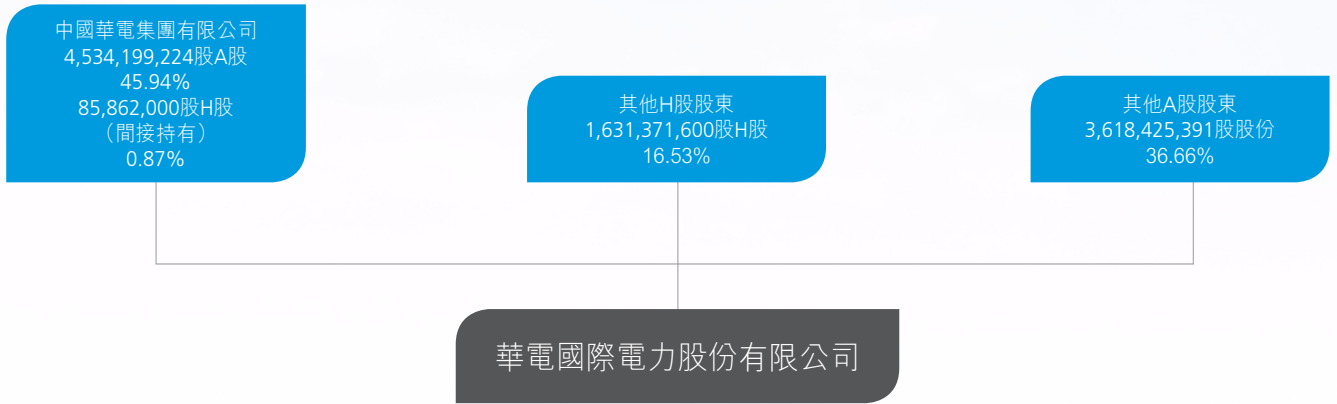 中國華電集團有限公司
4,534,199,224股A股
45.94%
85,862,000股H股
（間接持有）
0.87%
其他H股股東
1,631,371,600股H股
16.53%
其他A股股東
3,618,425,391股股份
36.66%
華電國際電力股份有限公司